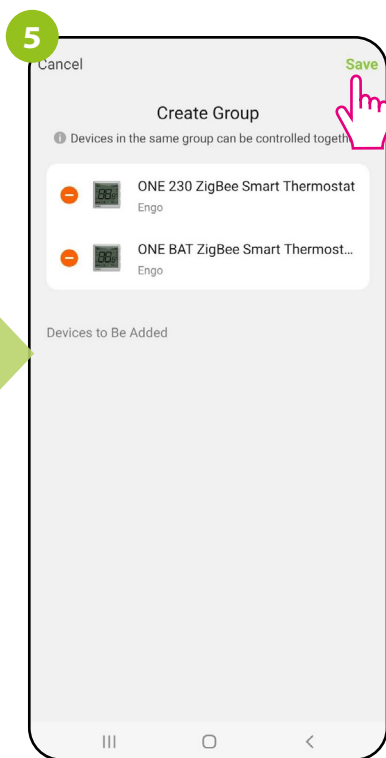 5
Cancel
Save
Create Group
Devices in the same group can be controlled togeth
ONE 230 ZigBee Smart Thermostat
Engo
ONE BAT ZigBee Smart Thermost...
Engo
Devices to Be Added